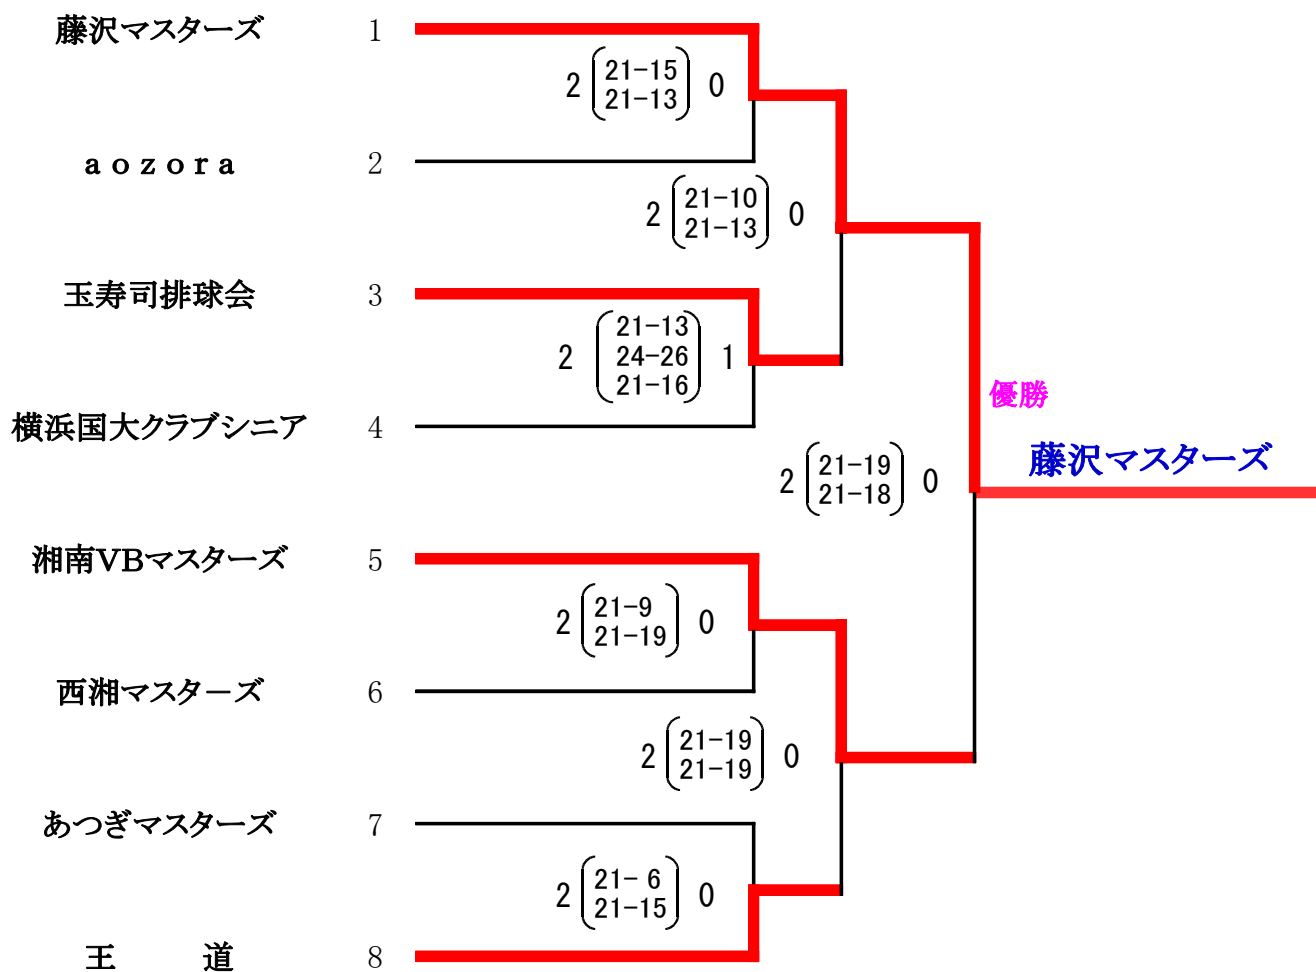 藤沢マスターズ 1
2 21-15 0
21-13
ａｏｚｏｒａ 2
2 21-10 0
21-13
玉寿司排球会 3
2 21-13 1
24-26
21-16
優勝
横浜国大クラブシニア 4
藤沢マスターズ
2 21-19 0
21-18
湘南VBマスターズ 5
2 21-9 0
21-19
西湘マスターズ 6
2 21-19 0
21-19
あつぎマスターズ 7
2 21- 6 0
21-15
王　　道 8